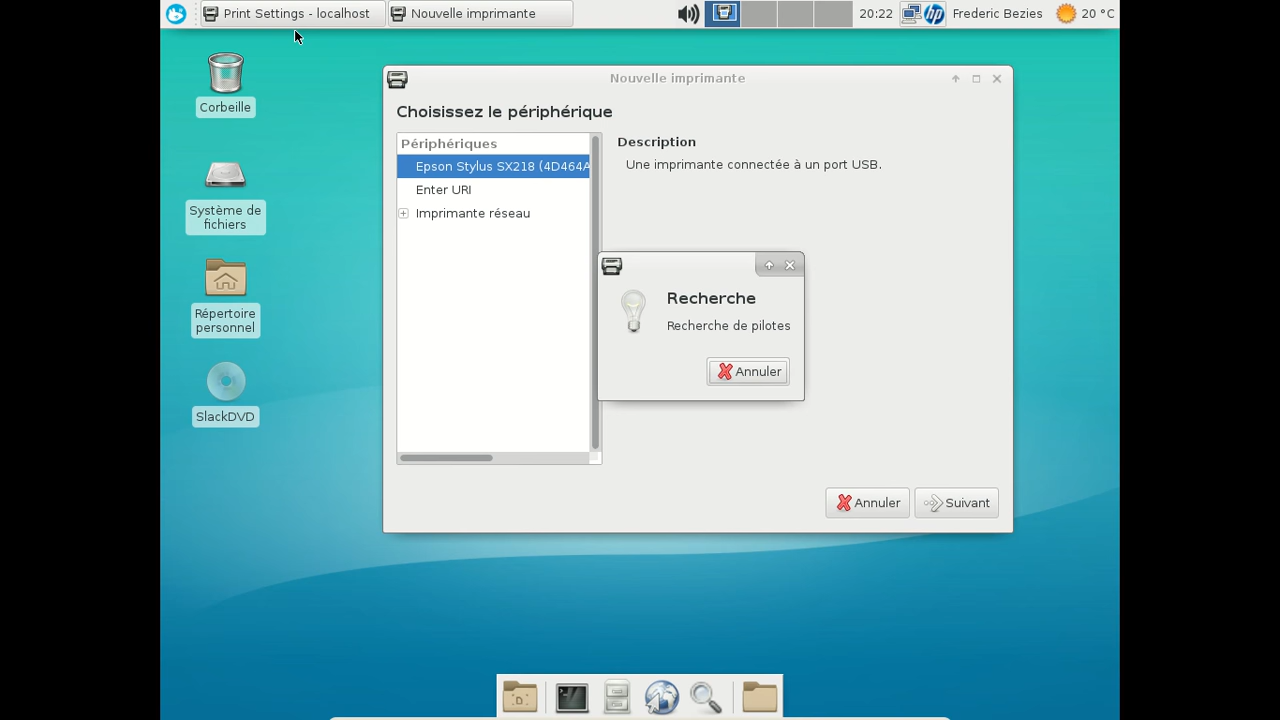 Print Settings - localhost
Nouvelle imprimante
20:22
hp
Frederic Bezies
20 °C
Corbeille
Système de
fichiers
Répertoire
personnel
SlackDVD
Nouvelle imprimante
Choisissez le périphérique
Périphériques
Epson Stylus SX218 (4D464A
Enter URI
Imprimante réseau
Description
Une imprimante connectée à un port USB.
Recherche
Recherche de pilotes
Annuler
Annuler
Suivant